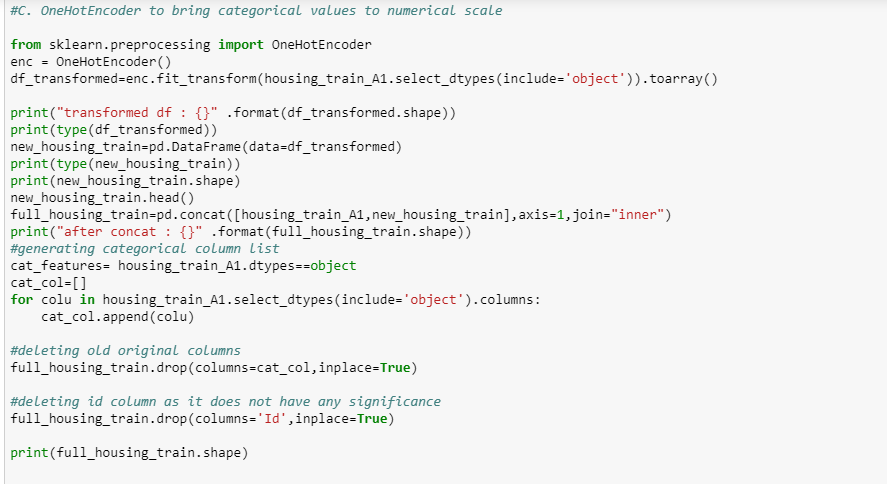 #C. OneHotEncoder to bring categorical values to numerical scale
from sklearn.preprocessing import OneHotEncoder
enc = OneHotEncoder()
df_transformed=enc.fit_transform(housing_train_A1.select_dtypes(include='object')).toarray()
print("transformed df : {}" .format(df_transformed.shape))
print(type(df_transformed))
new_housing_train=pd.DataFrame(data=df_transformed)
print(type(new_housing_train))
print(new_housing_train.shape)
new_housing_train.head()
full_housing_train=pd.concat([housing_train_A1,new_housing_train],axis=1,join="inner")
print("after concat : {}" .format(full_housing_train.shape))
#generating categorical column list
cat_features= housing_train_A1.dtypes==object
cat_col=[]
for colu in housing_train_A1.select_dtypes(include='object').columns:
    cat_col.append(colu)
#deleting old original columns
full_housing_train.drop(columns=cat_col,inplace=True)
#deleting id column as it does not have any significance
full_housing_train.drop(columns='Id',inplace=True)
print(full_housing_train.shape)